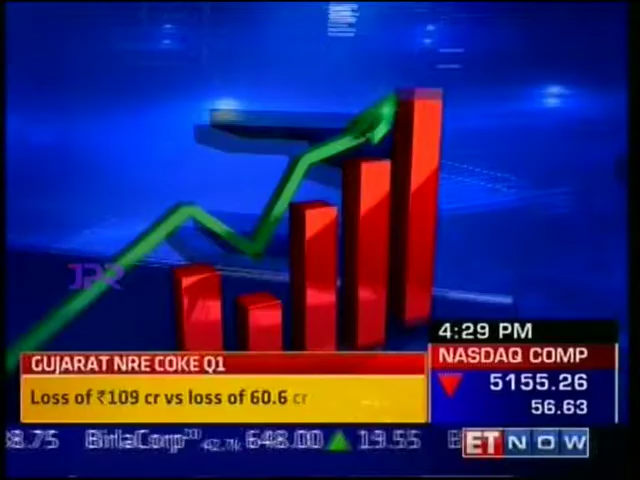 JPR
4:29 PM
GUJARAT NRE COKE Q1
NASDAQ COMP
Loss of ₹109 cr vs loss of 60.6 cr
5155.26
56.63
8.75 BirlaCorp 648.00 19.55
ET NOW